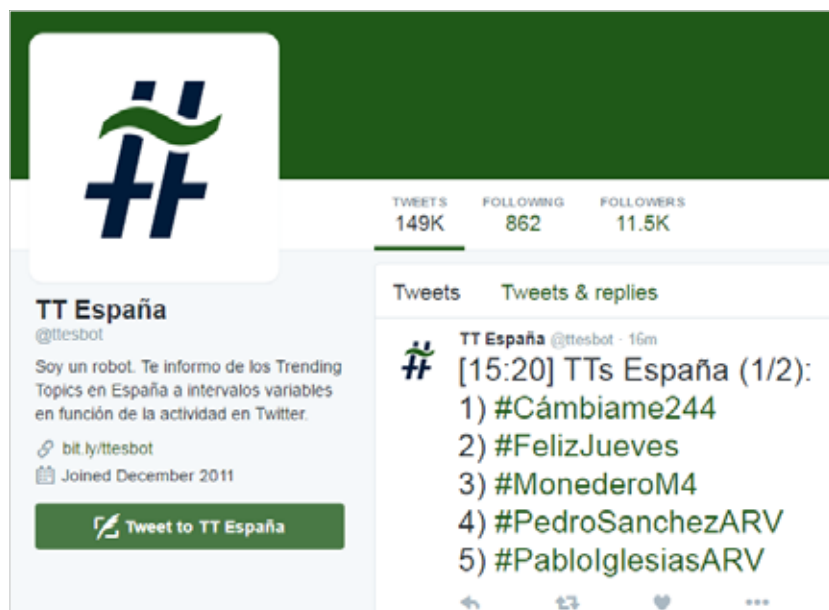 TWEETS FOLLOWING FOLLOWERS
149K 862 11.5K
TT España
@ttesbot
Soy un robot. Te informo de los Trending
Topics en España a intervalos variables
en función de la actividad en Twitter.
bit.ly/ttesbot
Joined December 2011
Tweet to TT España
Tweets Tweets & replies
TT España @ttesbot · 16m
[15:20] TTs España (1/2):
1) #Cámbiame244
2) #FelizJueves
3) #MonederoM4
4) #PedroSanchezARV
5) #PabloIglesiasARV